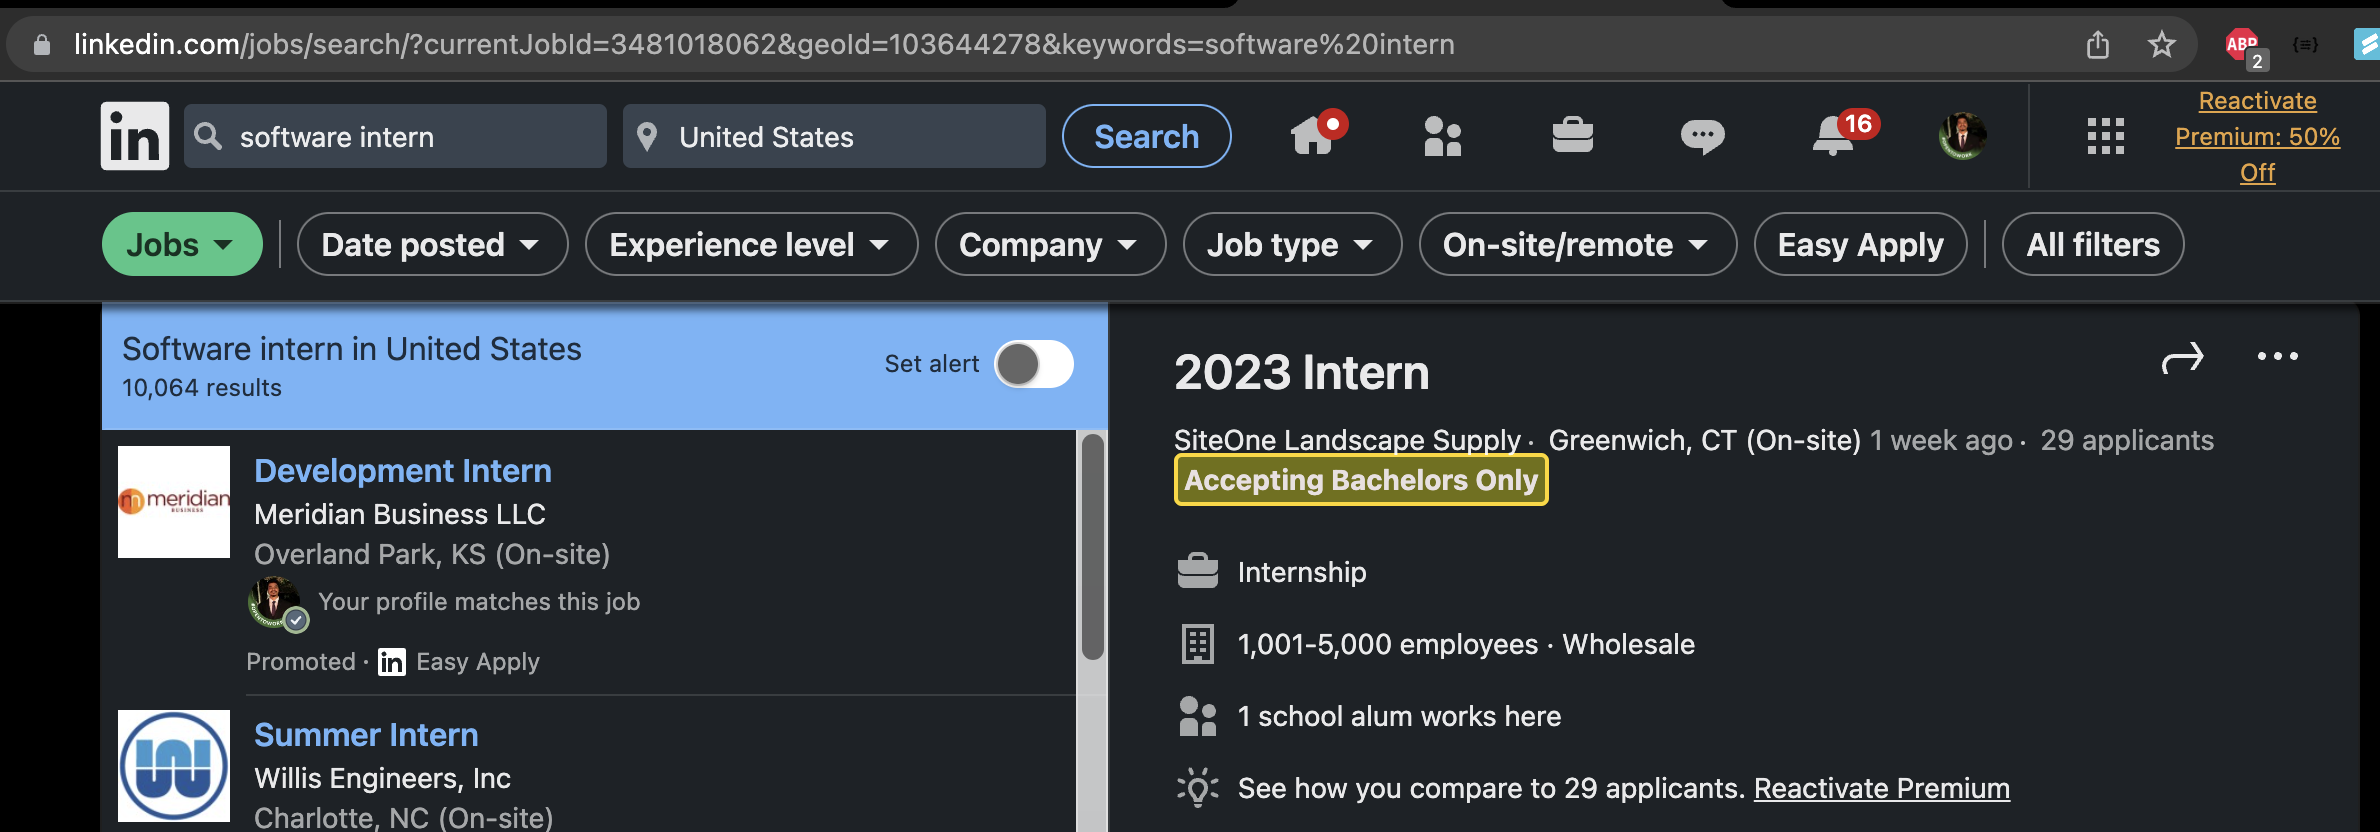 linkedin.com/jobs/search/?currentJobId=3481018062&geoId=103644278&keywords=software%20intern
ABP
2
in
software intern
United States
Search
16
Reactivate
Premium: 50%
Off
Jobs
Date posted
Experience level
Company
Job type
On-site/remote
Easy Apply
All filters
Software intern in United States
10,064 results
Set alert
meridian
BUSINESS
Development Intern
Meridian Business LLC
Overland Park, KS (On-site)
Your profile matches this job
Promoted · in Easy Apply
Summer Intern
Willis Engineers, Inc
Charlotte, NC (On-site)
2023 Intern
SiteOne Landscape Supply · Greenwich, CT (On-site) 1 week ago · 29 applicants
Accepting Bachelors Only
Internship
1,001-5,000 employees · Wholesale
1 school alum works here
See how you compare to 29 applicants. Reactivate Premium